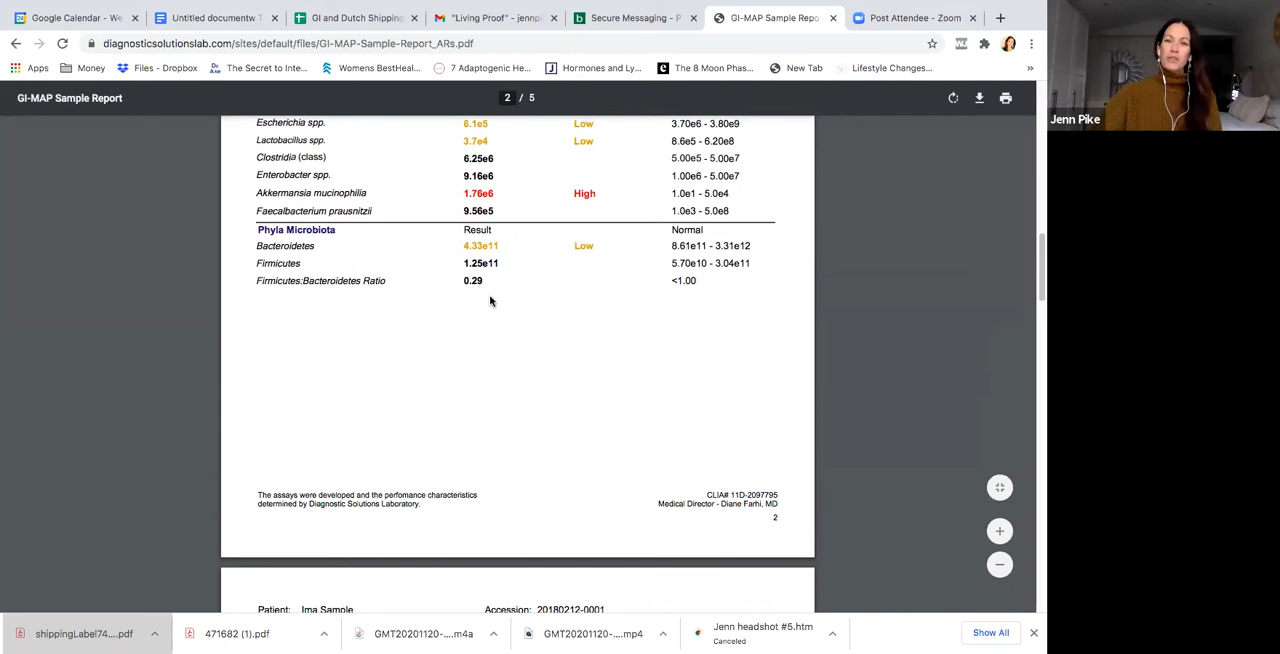 Google Calendar - We
Untitled documentw T
GI and Dutch Shipping
"Living Proof" - jennp
Secure Messaging - P
GI-MAP Sample Repo
Post Attendee - Zoom
diagnosticsolutionslab.com/sites/default/files/GI-MAP-Sample-Report_ARs.pdf
Apps Money Files - Dropbox The Secret to Inte... Womens BestHeal... 7 Adaptogenic He... Hormones and Ly... The 8 Moon Phas... New Tab Lifestyle Changes... »
GI-MAP Sample Report 2 / 5
Jenn Pike
Escherichia spp. 6.1e5 Low 3.70e6 - 3.80e9
Lactobacillus spp. 3.7e4 Low 8.6e5 - 6.20e8
Clostridia (class) 6.25e6 5.00e5 - 5.00e7
Enterobacter spp. 9.16e6 1.00e6 - 5.00e7
Akkermansia mucinophilia 1.76e6 High 1.0e1 - 5.0e4
Faecalbacterium prausnitzii 9.56e5 1.0e3 - 5.0e8
Phyla Microbiota Result Normal
Bacteroidetes 4.33e11 Low 8.61e11 - 3.31e12
Firmicutes 1.25e11 5.70e10 - 3.04e11
Firmicutes:Bacteroidetes Ratio 0.29 <1.00
The assays were developed and the perfomance characteristics
determined by Diagnostic Solutions Laboratory.
CLIA# 11D-2097795
Medical Director - Diane Farhi, MD
2
Patient: Ima Sample Accession: 20180212-0001
shippingLabel74....pdf
471682 (1).pdf
GMT20201120-....m4a
GMT20201120-....mp4
Jenn headshot #5.htm
Canceled
Show All